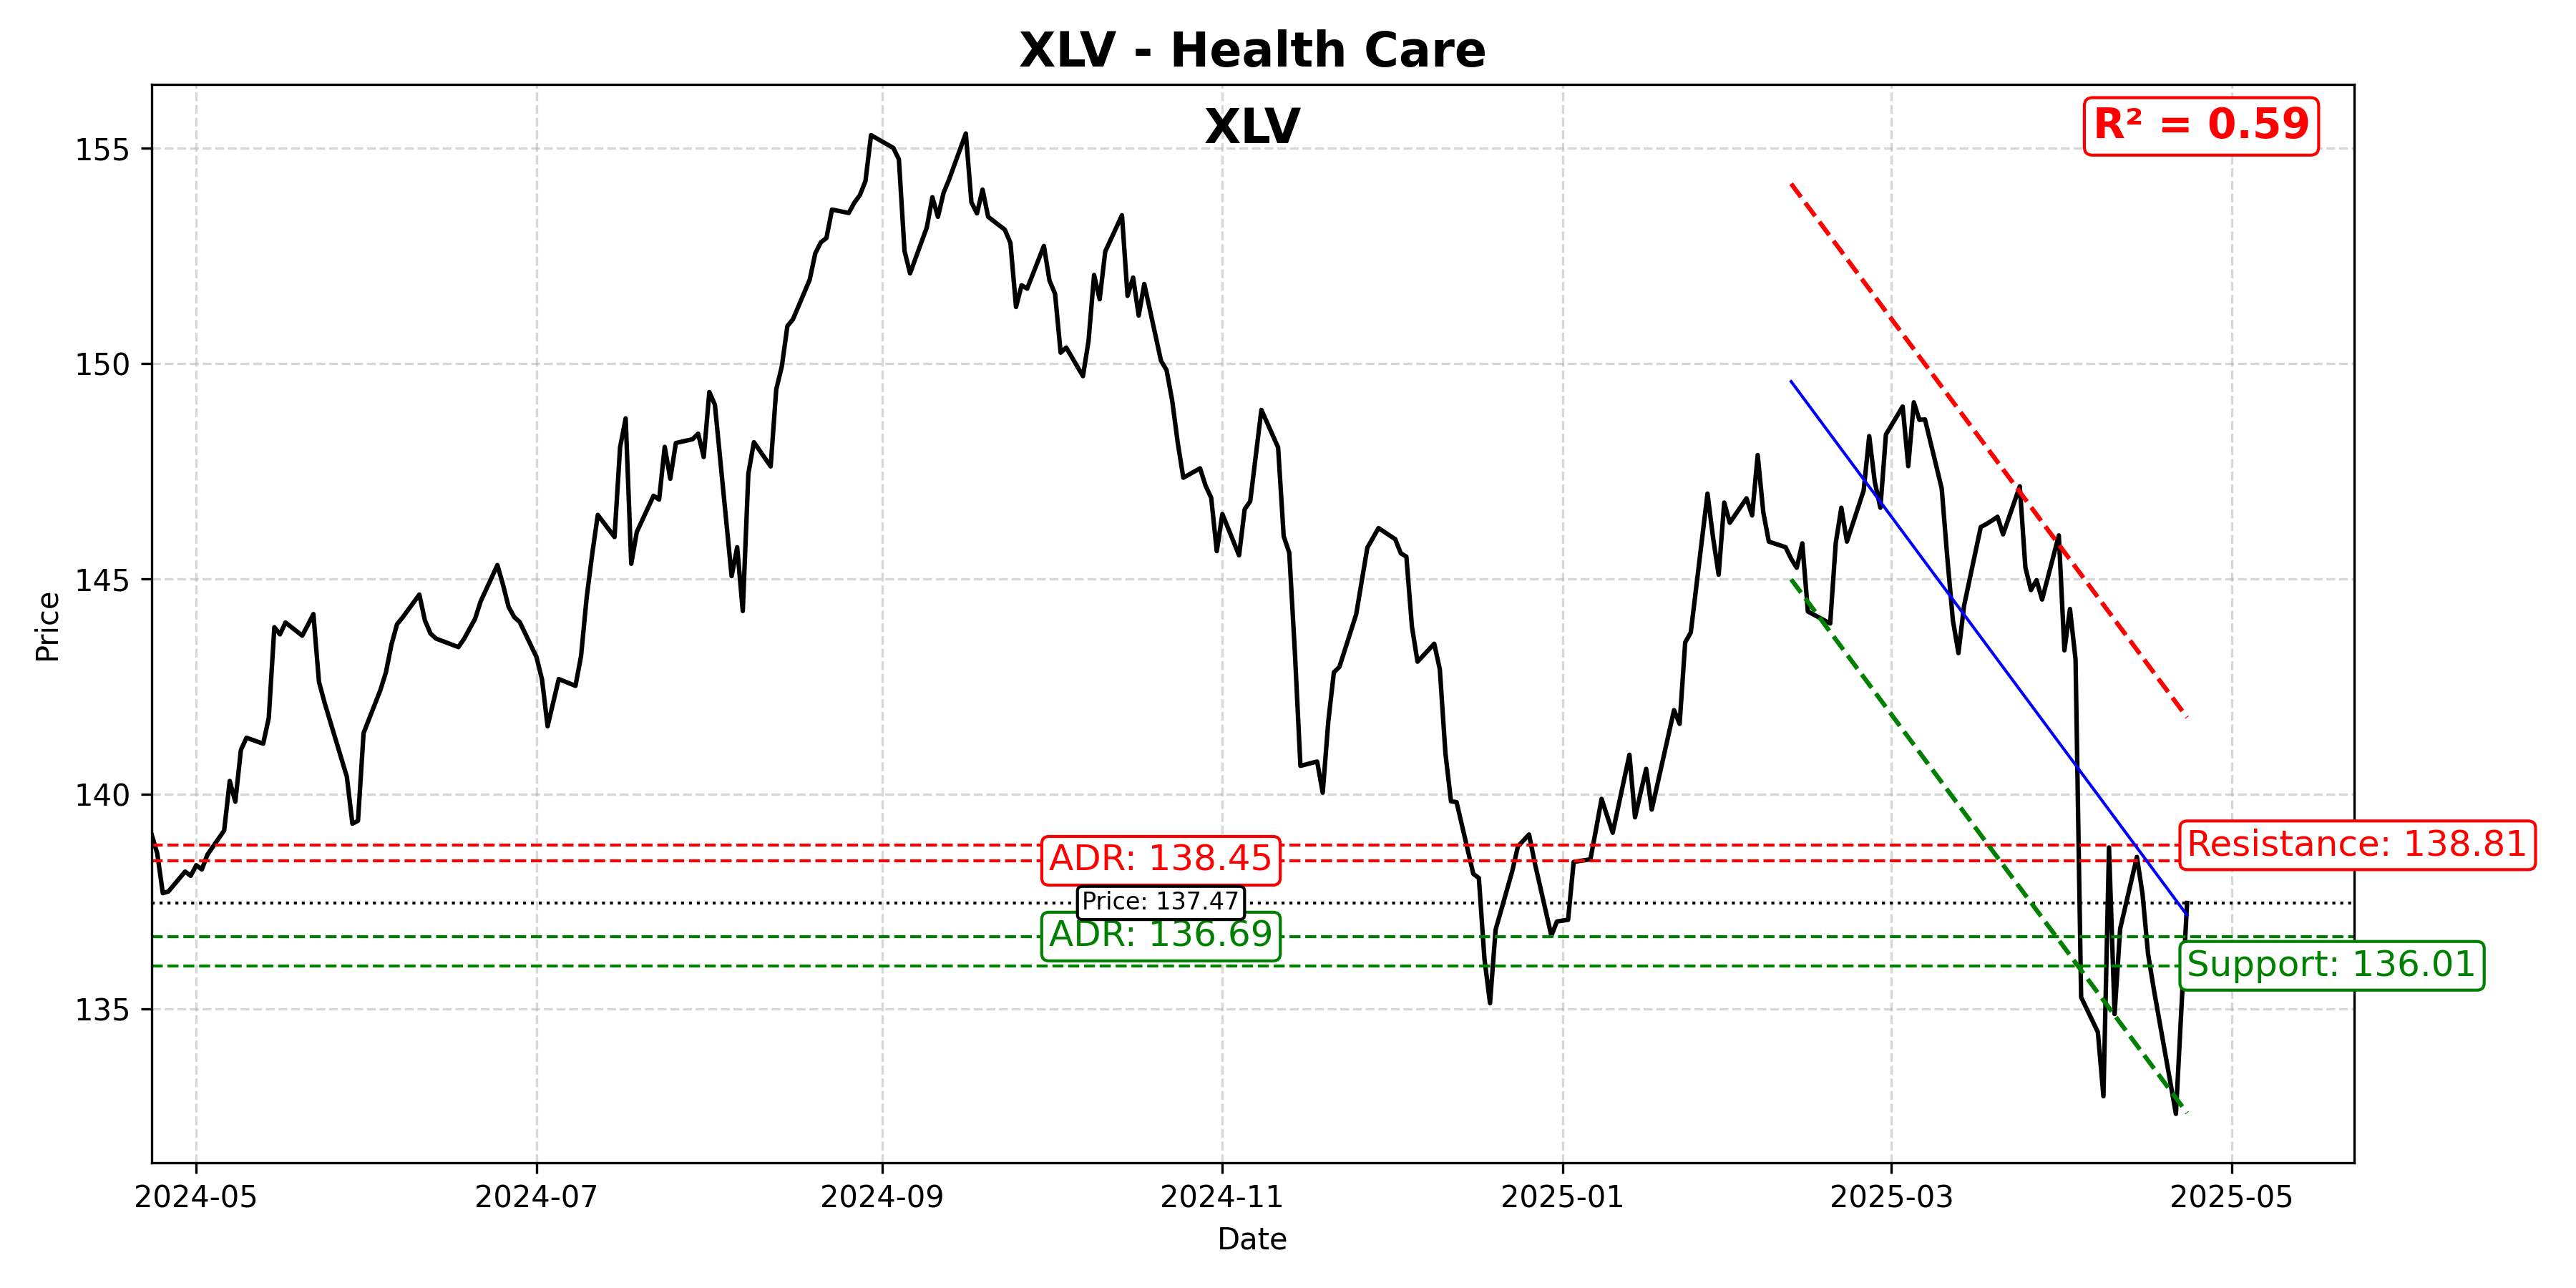 XLV - Health Care
XLV
R² = 0.59
155
150
145
140
135
Price
ADR: 138.45
Price: 137.47
ADR: 136.69
Resistance: 138.81
Support: 136.01
2024-05
2024-07
2024-09
2024-11
2025-01
2025-03
2025-05
Date